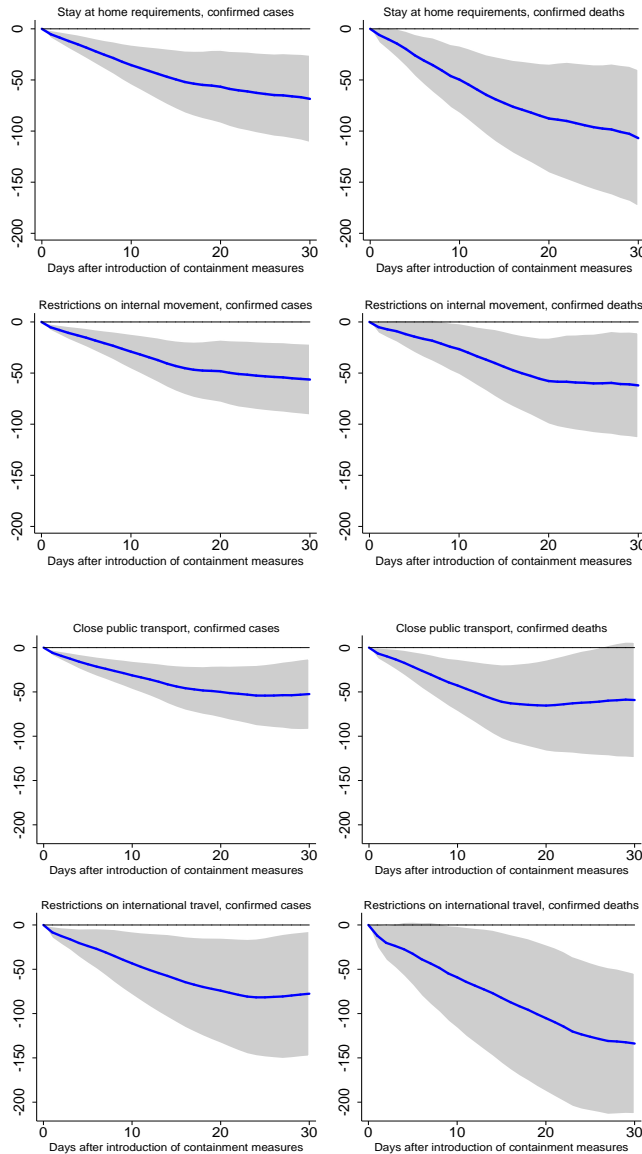 Stay at home requirements, confirmed cases
0
-50
-100
-150
-200
0 10 20 30
Days after introduction of containment measures
Stay at home requirements, confirmed deaths
0
-50
-100
-150
-200
0 10 20 30
Days after introduction of containment measures
Restrictions on internal movement, confirmed cases
0
-50
-100
-150
-200
0 10 20 30
Days after introduction of containment measures
Restrictions on internal movement, confirmed deaths
0
-50
-100
-150
-200
0 10 20 30
Days after introduction of containment measures
Close public transport, confirmed cases
0
-50
-100
-150
-200
0 10 20 30
Days after introduction of containment measures
Close public transport, confirmed deaths
0
-50
-100
-150
-200
0 10 20 30
Days after introduction of containment measures
Restrictions on international travel, confirmed cases
0
-50
-100
-150
-200
0 10 20 30
Days after introduction of containment measures
Restrictions on international travel, confirmed deaths
0
-50
-100
-150
-200
0 10 20 30
Days after introduction of containment measures